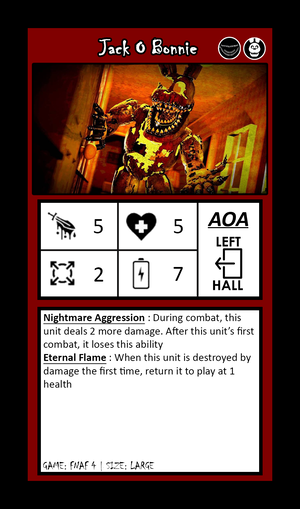 Jack O Bonnie
5
5
AOA
LEFT
HALL
2
7
Nightmare Aggression : During combat, this
unit deals 2 more damage. After this unit's first
combat, it loses this ability
Eternal Flame : When this unit is destroyed by
damage the first time, return it to play at 1
health
GAME: FNAF 4 | SIZE: LARGE